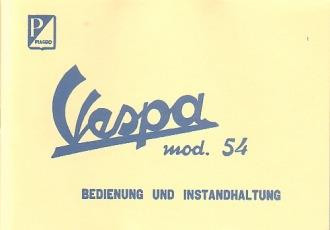 P
PIAGGIO
Vespa
mod. 54
BEDIENUNG UND INSTANDHALTUNG